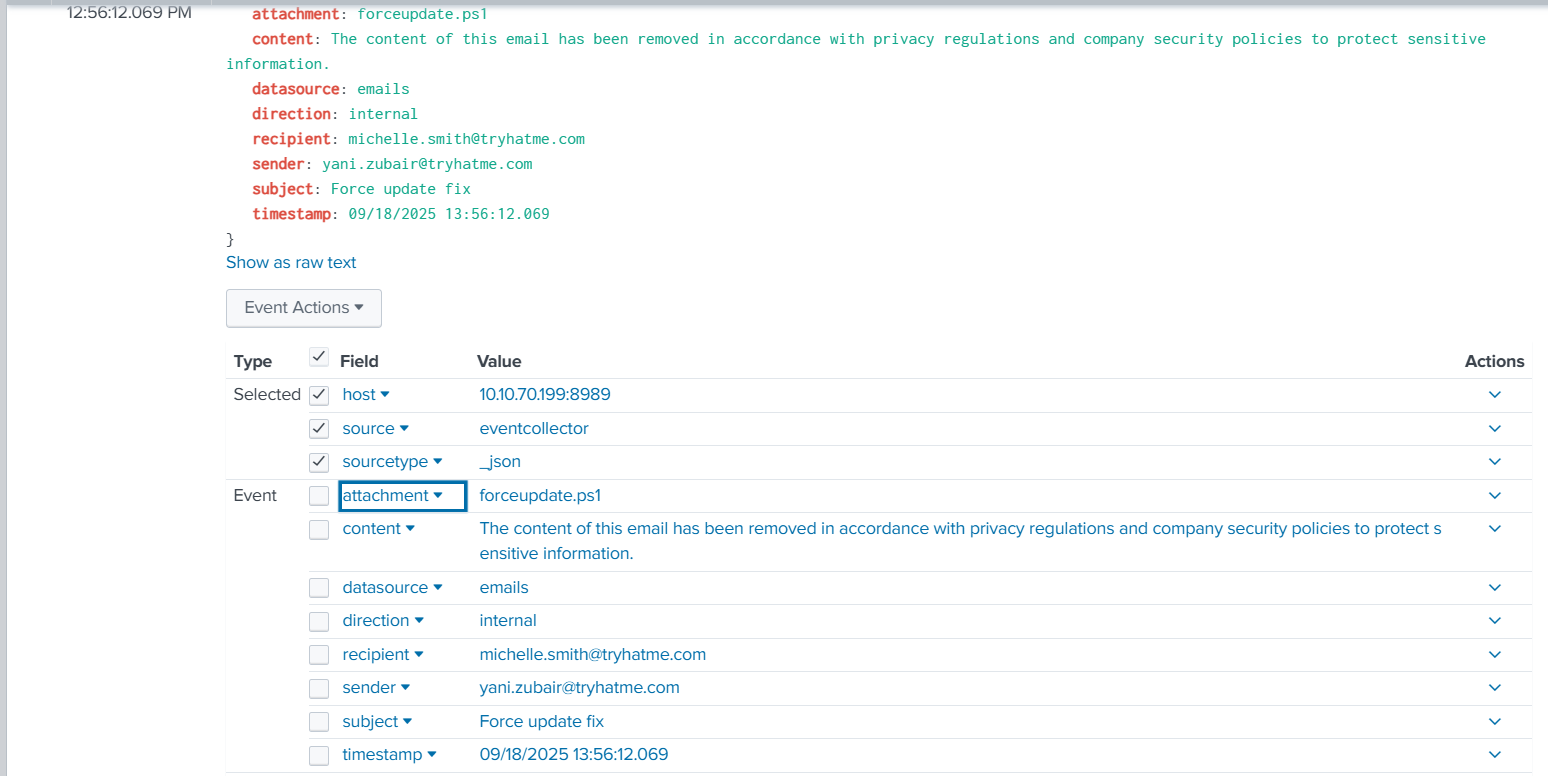 12:56:12.069 PM attachment: forceupdate.ps1
content: The content of this email has been removed in accordance with privacy regulations and company security policies to protect sensitive
information.
datasource: emails
direction: internal
recipient: michelle.smith@tryhatme.com
sender: yani.zubair@tryhatme.com
subject: Force update fix
timestamp: 09/18/2025 13:56:12.069
}
Show as raw text
Event Actions
Type Field Value Actions
Selected host 10.10.70.199:8989
source eventcollector
sourcetype _json
Event attachment forceupdate.ps1
content The content of this email has been removed in accordance with privacy regulations and company security policies to protect s
ensitive information.
datasource emails
direction internal
recipient michelle.smith@tryhatme.com
sender yani.zubair@tryhatme.com
subject Force update fix
timestamp 09/18/2025 13:56:12.069